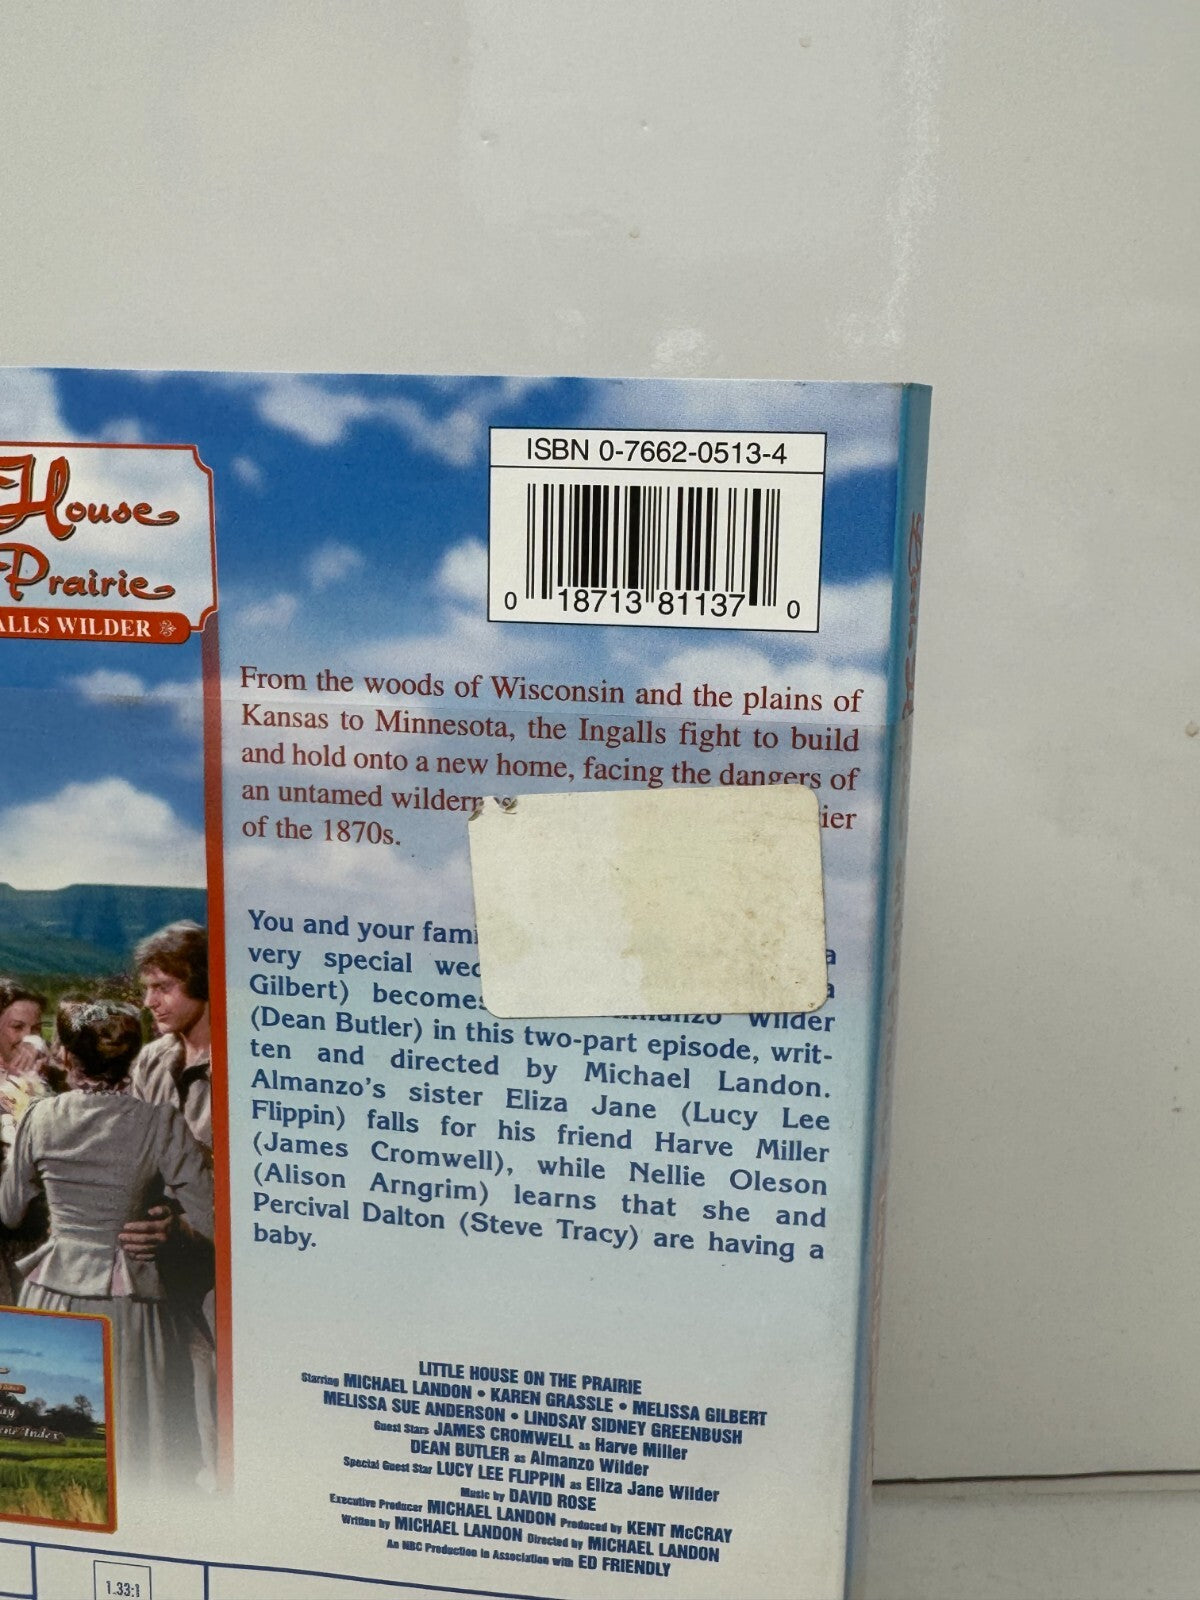 House
Prairie
ALLS WILDER
ISBN 0-7662-0513-4
0 18713 81137 0
From the woods of Wisconsin and the plains of
Kansas to Minnesota, the Ingalls fight to build
and hold onto a new home, facing the dangers of
an untamed
of the 1870s.
You and your
very special
Gilbert) becomes Wilder
(Dean Butler) in this two-part episode, writ-
ten and directed by Michael Landon.
Almanzo's sister Eliza Jane (Lucy Lee
Flippin) falls for his friend Harve Miller
(James Cromwell), while Nellie Oleson
(Alison Arngrim) learns that she and
Percival Dalton (Steve Tracy) are having a
baby.
LITTLE HOUSE ON THE PRAIRIE
Starring MICHAEL LANDON • KAREN GRASSLE • MELISSA GILBERT
MELISSA SUE ANDERSON • LINDSAY SIDNEY GREENBUSH
Guest Stars JAMES CROMWELL as Harve Miller
DEAN BUTLER as Almanzo Wilder
Special Guest Star LUCY LEE FLIPPIN as Eliza Jane Wilder
Music by DAVID ROSE
Executive Producer MICHAEL LANDON Produced by KENT McCRAY
Written by MICHAEL LANDON Directed by MICHAEL LANDON
An NBC Production in Association with ED FRIENDLY
1.33:1